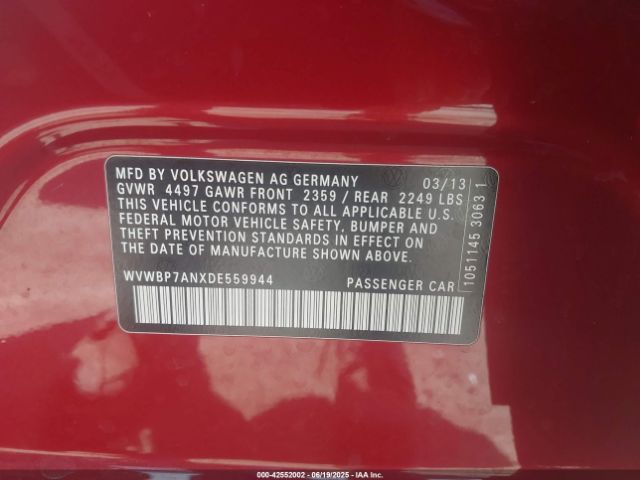 MFD BY VOLKSWAGEN AG GERMANY 03/13
GVWR 4497 GAWR FRONT 2359 / REAR 2249 LBS
THIS VEHICLE CONFORMS TO ALL APPLICABLE U.S.
FEDERAL MOTOR VEHICLE SAFETY, BUMPER AND
THEFT PREVENTION STANDARDS IN EFFECT ON
THE DATE OF MANUFACTURE SHOWN ABOVE.
WVWBP7ANXDE559944 PASSENGER CAR
1051145 3063 1
000-42552002 - 06/19/2025 - IAAI.com